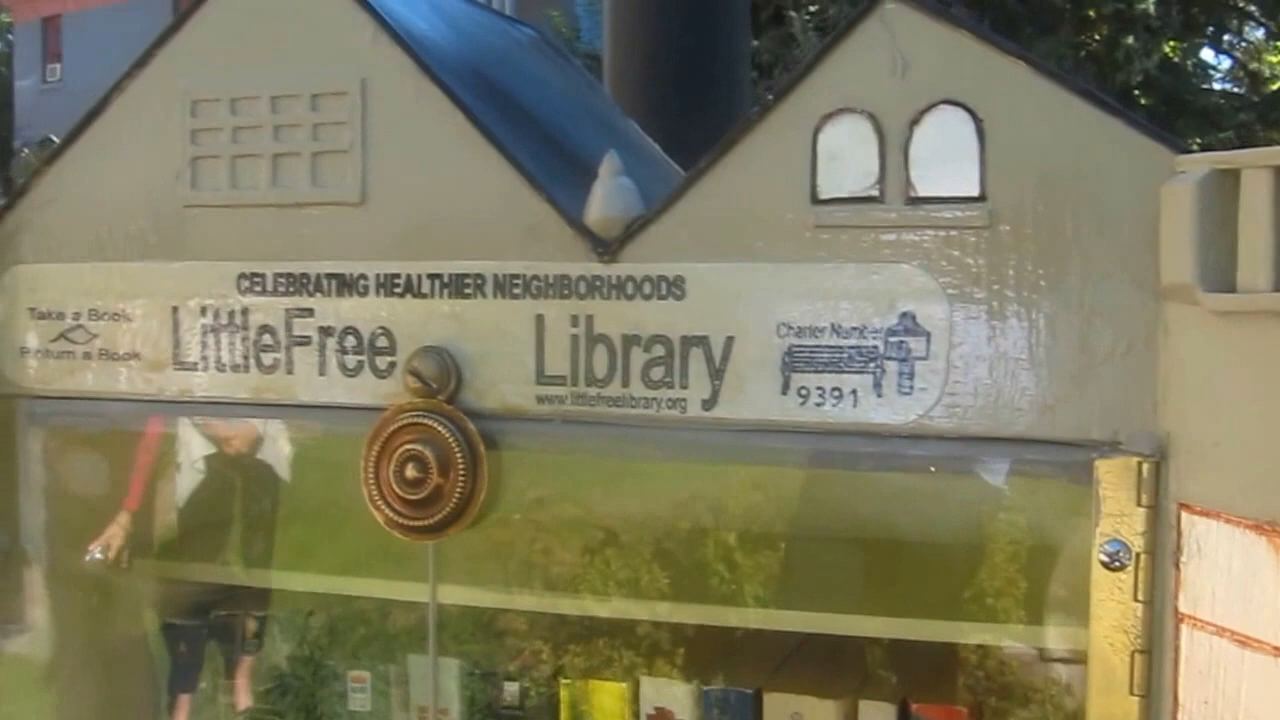 CELEBRATING HEALTHIER NEIGHBORHOODS
Take a Book
Return a Book
LittleFree Library
www.littlefreelibrary.org
Charter Number
9391